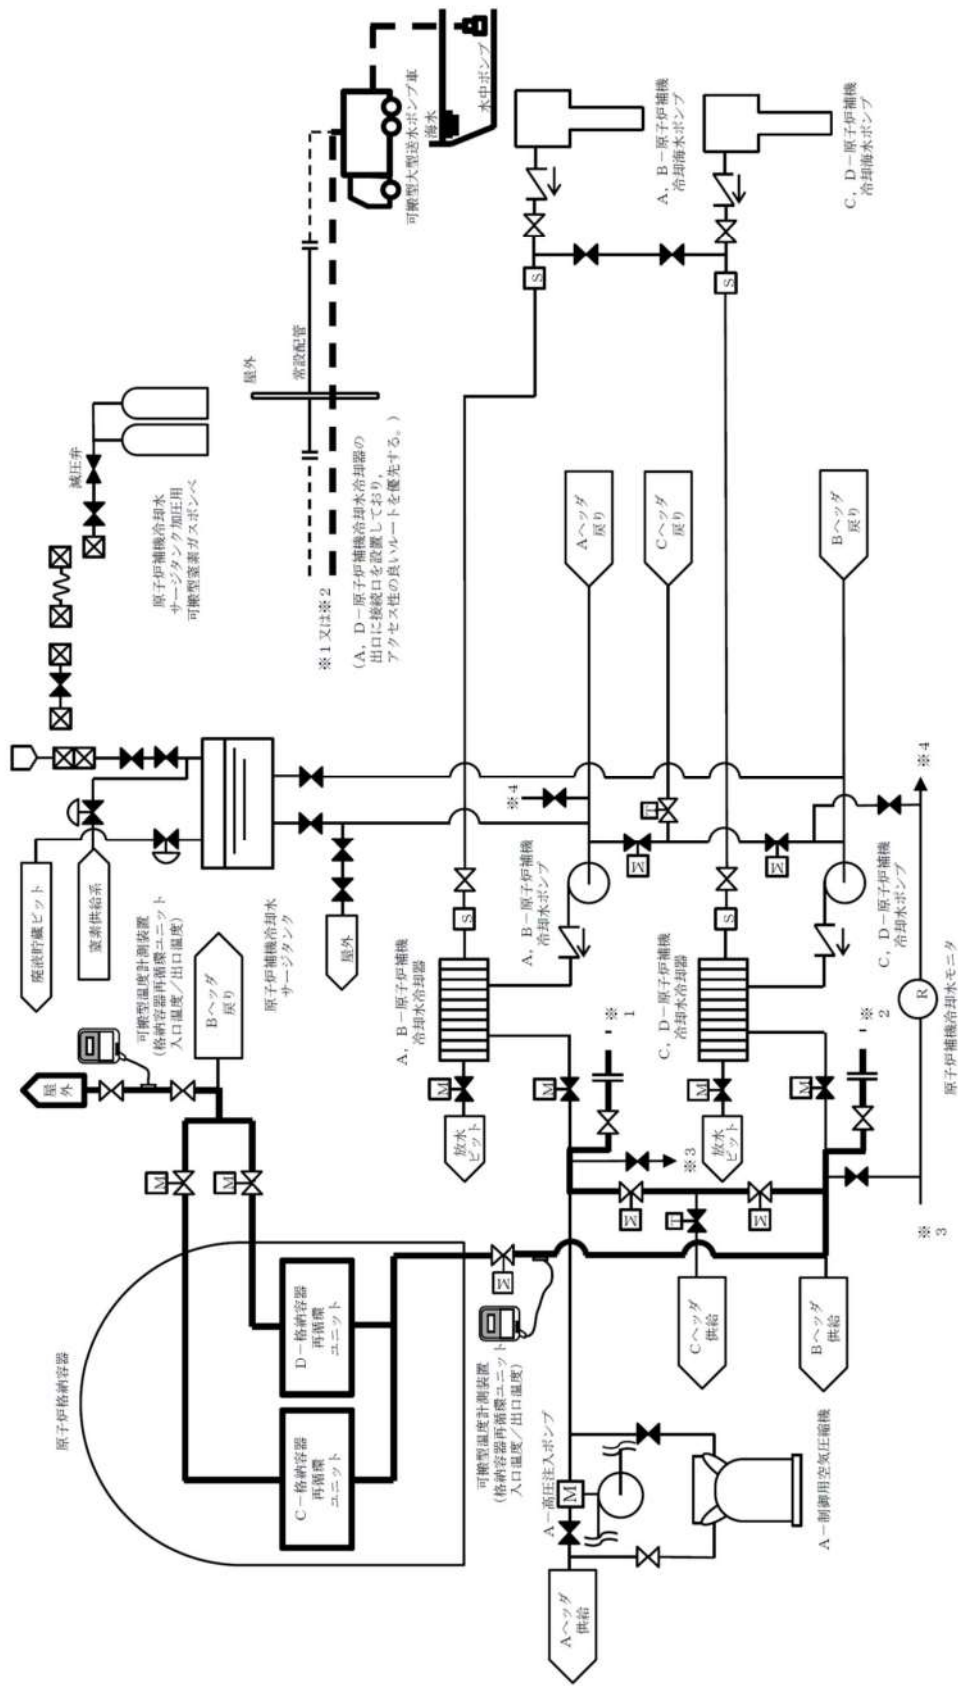 原子炉格納容器
C－格納容器
再循環
ユニット
D－格納容器
再循環
ユニット
M
M
屋外
可搬型温度計測装置
(格納容器再循環ユニット
入口温度／出口温度)
Bヘッダ
戻り
廃液貯蔵ピット
窒素供給系
原子炉補機冷却水
サージタンク
屋外
原子炉補機冷却水
サージタンク加圧用
可搬型窒素ガスボンベ
減圧弁
屋外
常設配管
※1又は※2
(A，D－原子炉補機冷却水冷却器の
出口に接続口を設置しており，
アクセス性の良いルートを優先する。)
可搬型大型送水ポンプ車
海水
水中ポンプ
可搬型温度計測装置
(格納容器再循環ユニット
入口温度／出口温度)
M
A－高圧注入ポンプ
M
Aヘッダ
供給
A－制御用空気圧縮機
放水
ピット
M
A，B－原子炉補機
冷却水冷却器
S
M
※1
※3
A，B－原子炉補機
冷却水ポンプ
※4
Aヘッダ
戻り
S
A，B－原子炉補機
冷却海水ポンプ
M
T
M
Cヘッダ
供給
M
T
M
Cヘッダ
戻り
放水
ピット
M
C，D－原子炉補機
冷却水冷却器
S
S
C，D－原子炉補機
冷却海水ポンプ
Bヘッダ
供給
M
※2
C，D－原子炉補機
冷却水ポンプ
Bヘッダ
戻り
※3
R
原子炉補機冷却水モニタ
※4